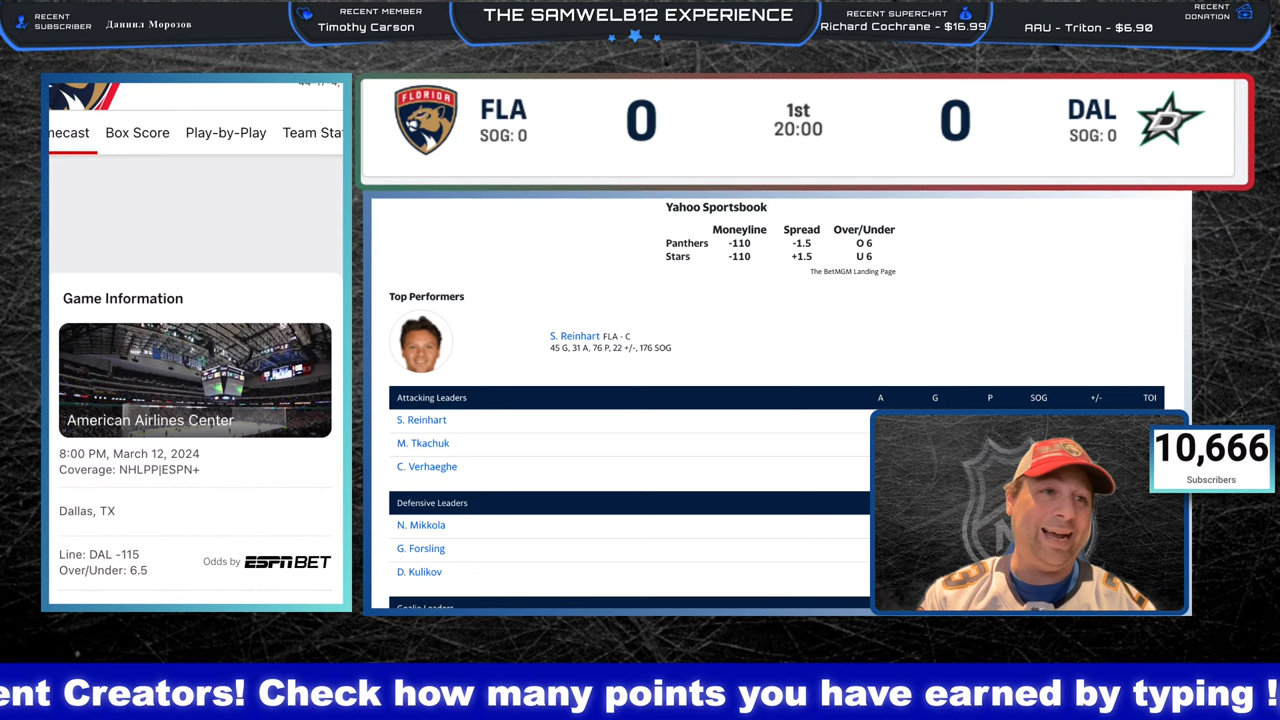 RECENT SUBSCRIBER
Даниил Морозов
RECENT MEMBER
Timothy Carson
THE SAMWELB12 EXPERIENCE
RECENT SUPERCHAT
Richard Cochrane - $16.99
RECENT DONATION
AAU - Triton - $6.90
mecast Box Score Play-by-Play Team Sta
Game Information
American Airlines Center
8:00 PM, March 12, 2024
Coverage: NHLPP|ESPN+
Dallas, TX
Line: DAL -115
Over/Under: 6.5
Odds by ESPN BET
FLORIDA
FLA
SOG: 0
0
1st
20:00
0
DAL
SOG: 0
D
Yahoo Sportsbook
Moneyline Spread Over/Under
Panthers -110 -1.5 O 6
Stars -110 +1.5 U 6
The BetMGM Landing Page
Top Performers
S. Reinhart FLA - C
45 G, 31 A, 76 P, 22 +/-, 176 SOG
Attacking Leaders A G P SOG +/- TOI
S. Reinhart
M. Tkachuk
C. Verhaeghe
Defensive Leaders
N. Mikkola
G. Forsling
D. Kulikov
Goalie Leaders
10,666
Subscribers
ent Creators! Check how many points you have earned by typing !